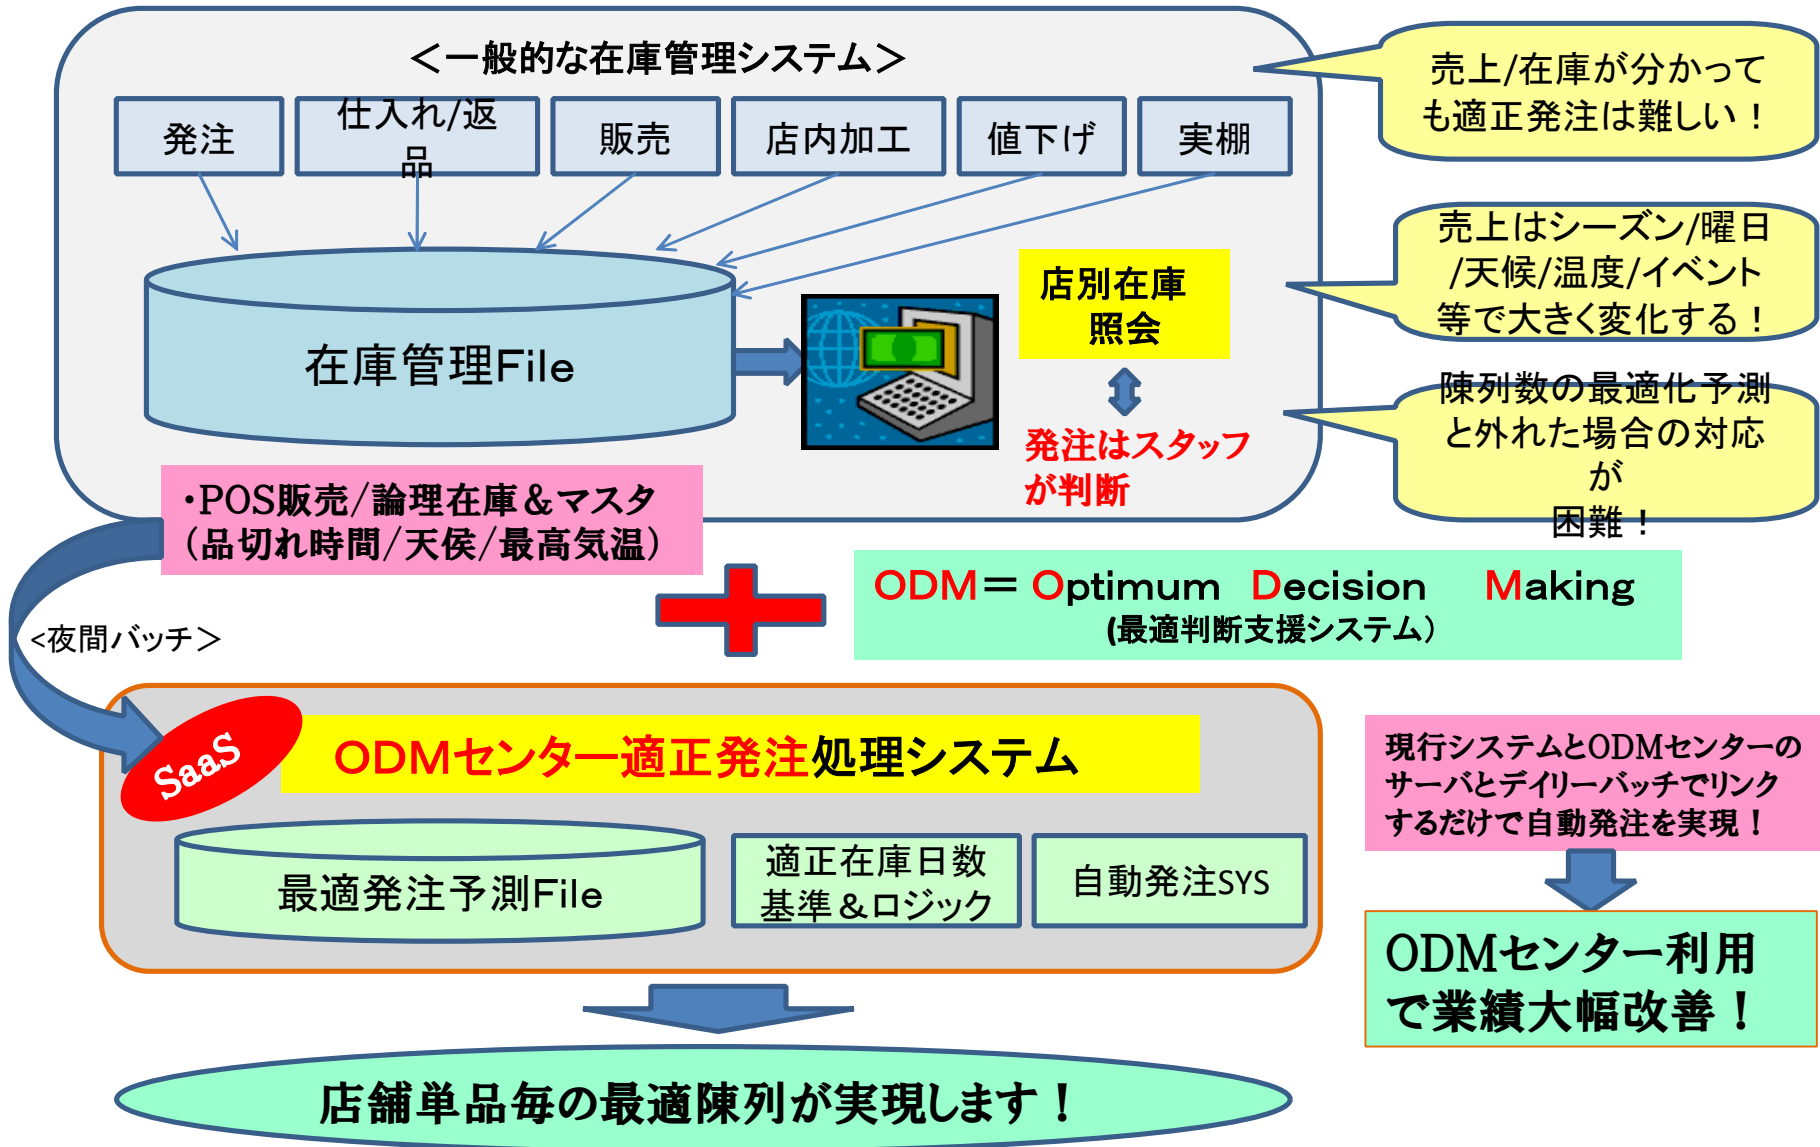 ＜一般的な在庫管理システム＞
発注
仕入れ/返
品
販売
店内加工
値下げ
実棚
売上/在庫が分かって
も適正発注は難しい！
在庫管理File
店別在庫
照会
発注はスタッフ
が判断
売上はシーズン/曜日
/天候/温度/イベント
等で大きく変化する！
陳列数の最適化予測
と外れた場合の対応
が
困難！
・POS販売/論理在庫＆マスタ
（品切れ時間/天侯/最高気温）
<夜間バッチ＞
ODM＝ Optimum Decision Making
(最適判断支援システム）
SaaS
ODMセンター適正発注処理システム
最適発注予測File
適正在庫日数
基準＆ロジック
自動発注SYS
現行システムとODMセンターの
サーバとデイリーバッチでリンク
するだけで自動発注を実現！
ODMセンター利用
で業績大幅改善！
店舗単品毎の最適陳列が実現します！